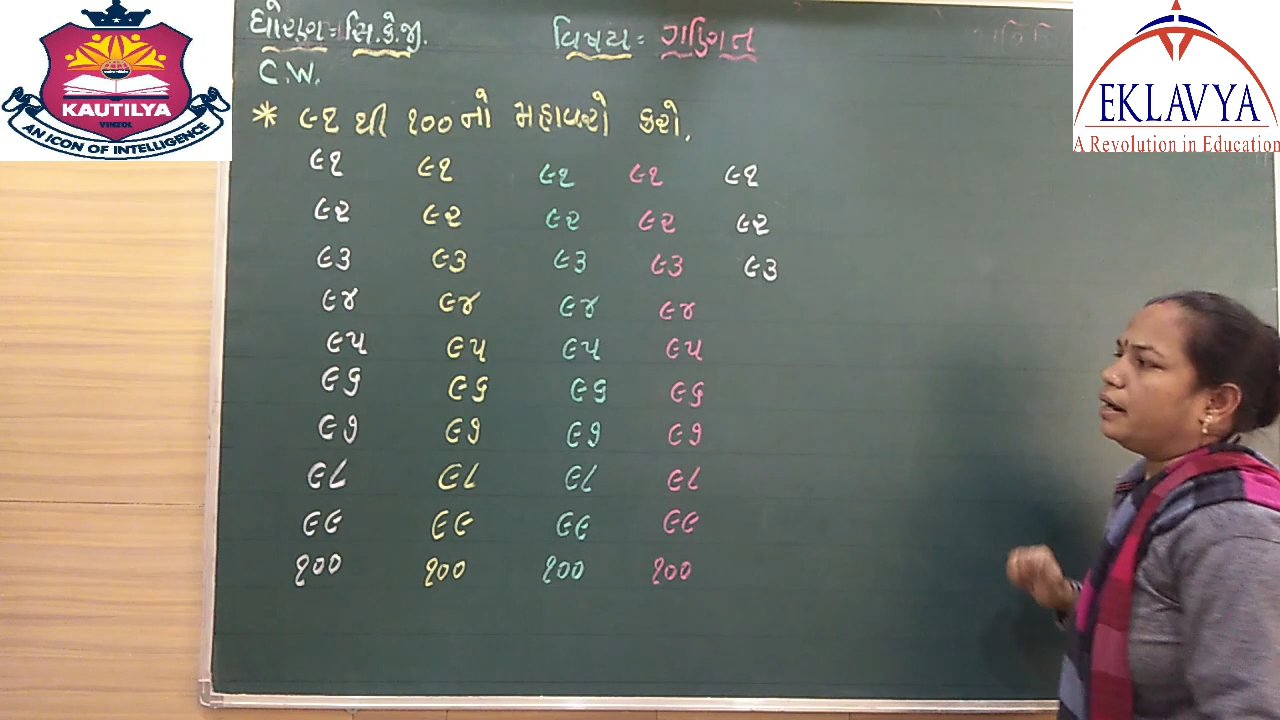 ધોરણ:- સિ.કે.જી. વિષય:- ગણિત
C.W.
* ૯૧ થી ૧૦૦ નો મહાવરો કરો.
૯૧ ૯૧ ૯૧ ૯૧ ૯૧
૯૨ ૯૨ ૯૨ ૯૨ ૯૨
૯૩ ૯૩ ૯૩ ૯૩ ૯૩
૯૪ ૯૪ ૯૪ ૯૪
૯૫ ૯૫ ૯૫ ૯૫
૯૬ ૯૬ ૯૬ ૯૬
૯૭ ૯૭ ૯૭ ૯૭
૯૮ ૯૮ ૯૮ ૯૮
૯૯ ૯૯ ૯૯ ૯૯
૧૦૦ ૧૦૦ ૧૦૦ ૧૦૦
KAUTILYA
VINZOL
AN ICON OF INTELLIGENCE
EKLAVYA
A Revolution in Education